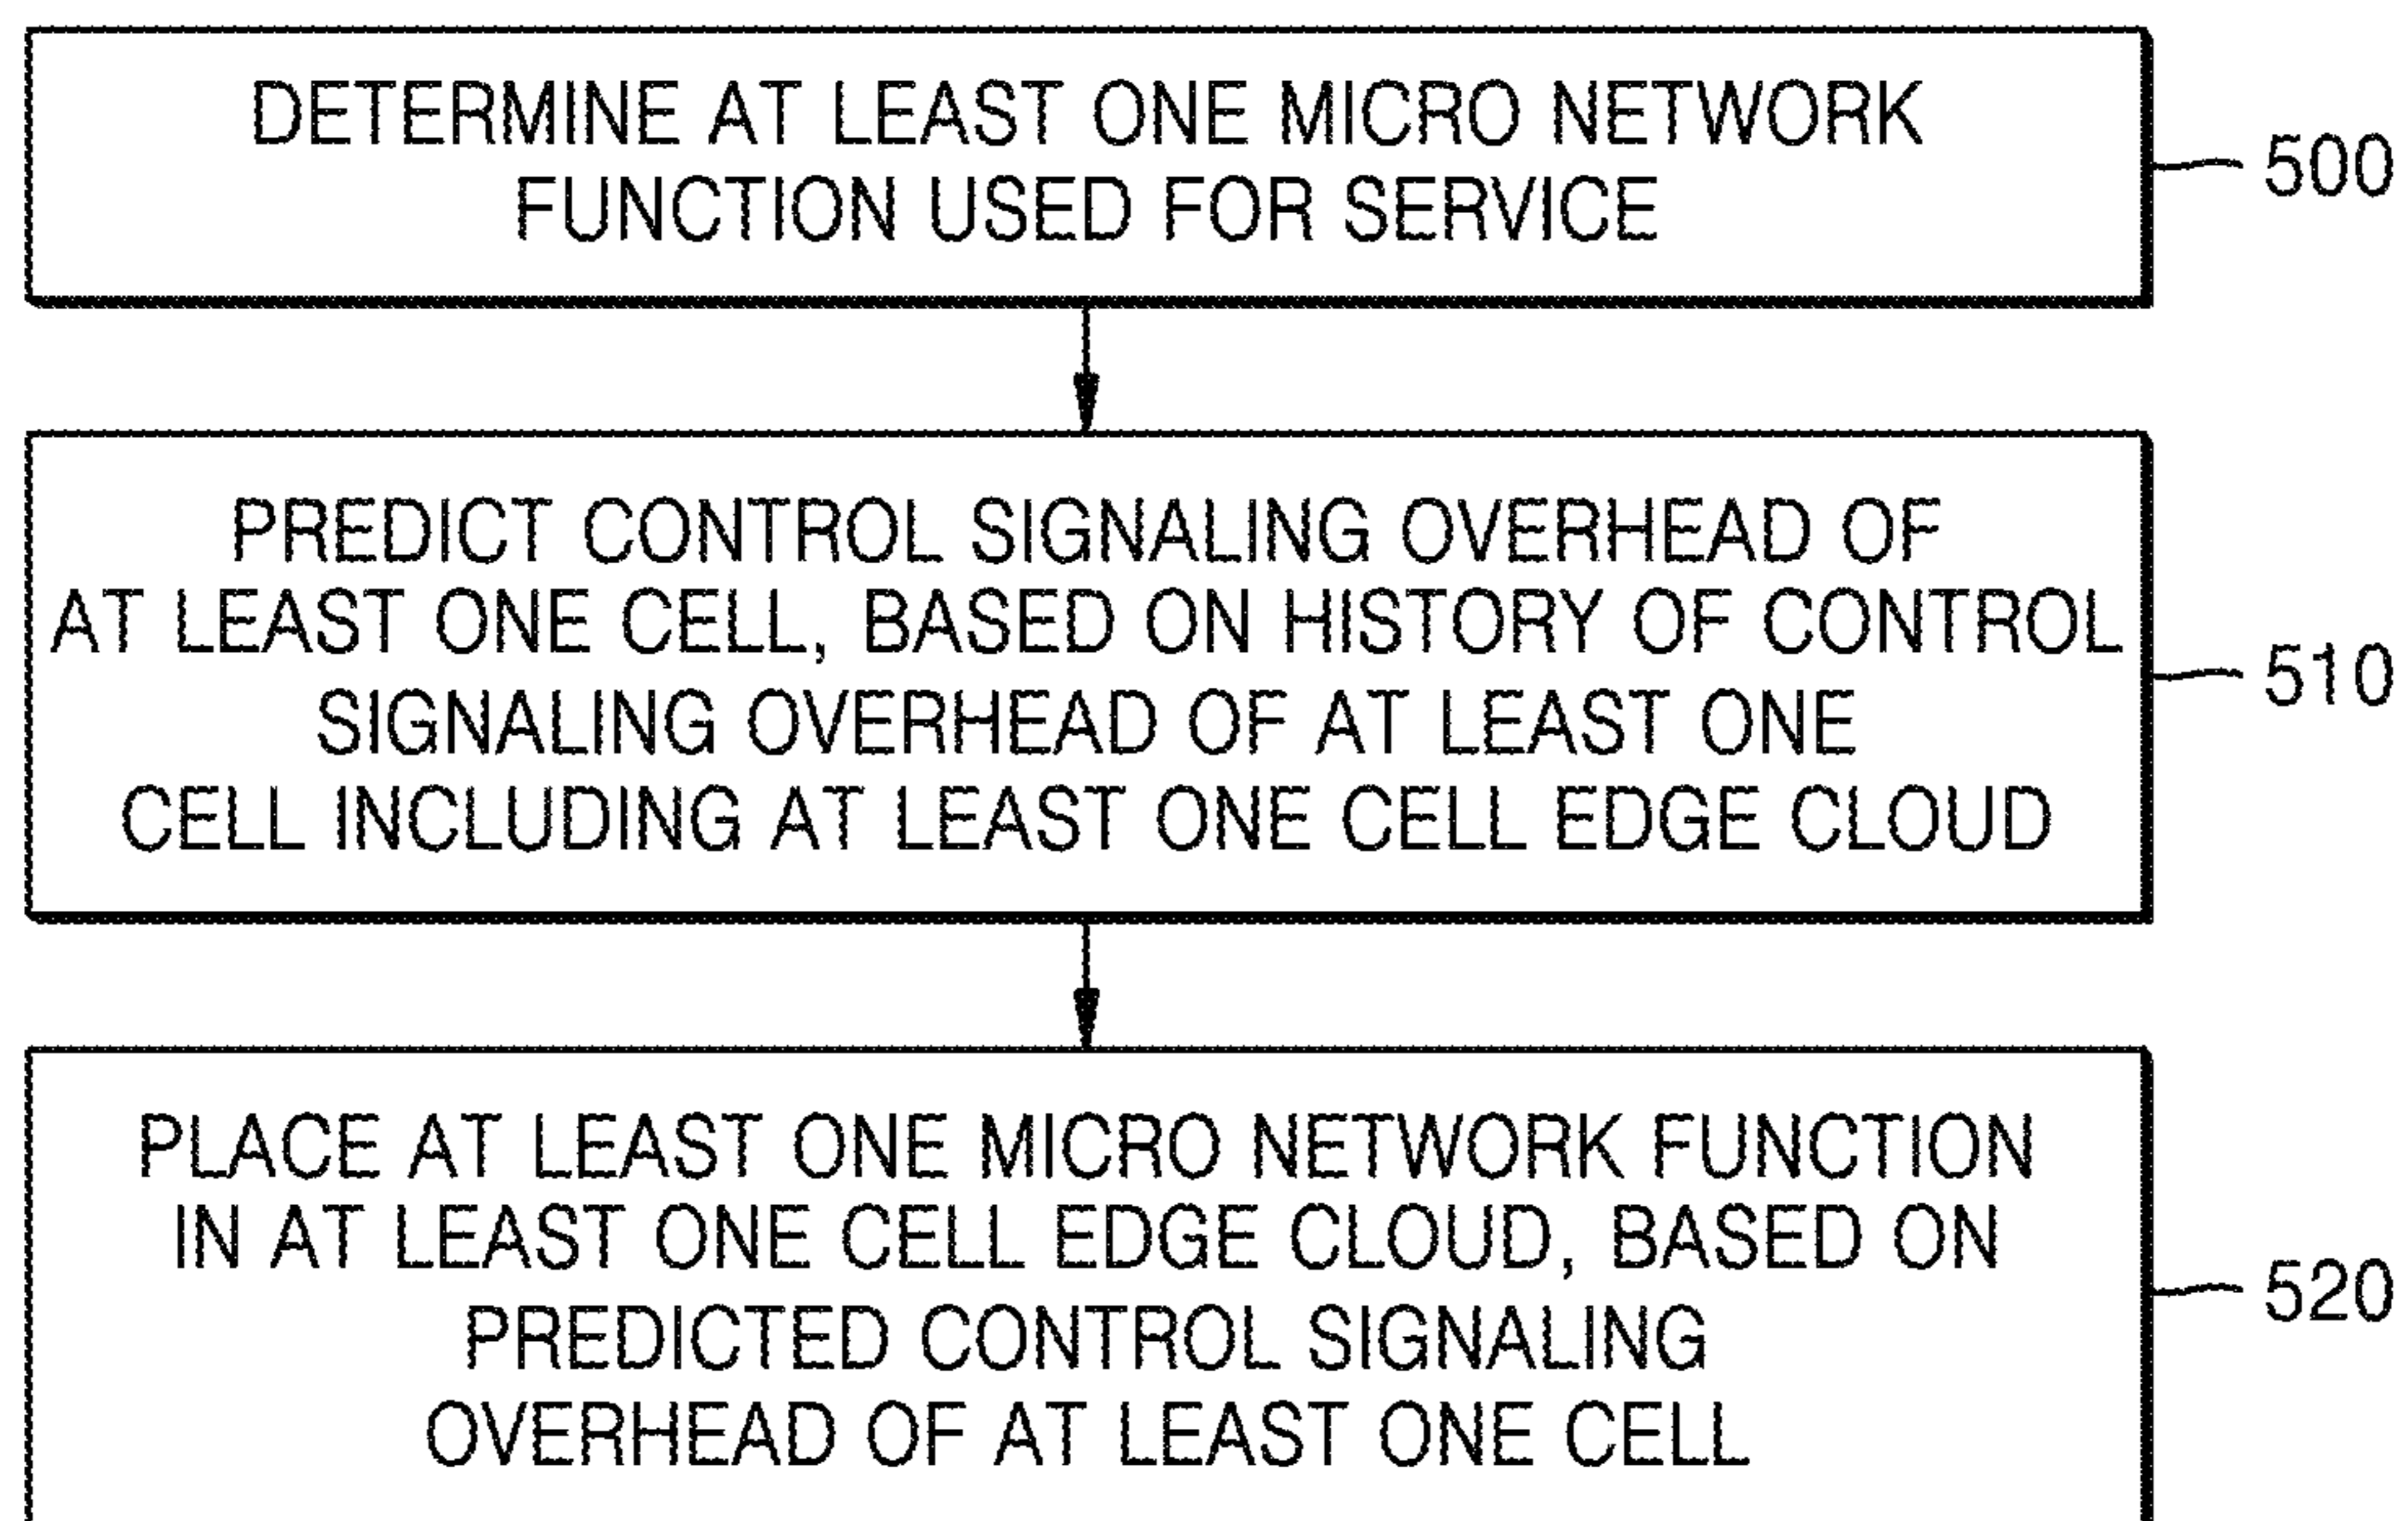 DETERMINE AT LEAST ONE MICRO NETWORK
FUNCTION USED FOR SERVICE
500
PREDICT CONTROL SIGNALING OVERHEAD OF
AT LEAST ONE CELL, BASED ON HISTORY OF CONTROL
SIGNALING OVERHEAD OF AT LEAST ONE
CELL INCLUDING AT LEAST ONE CELL EDGE CLOUD
510
PLACE AT LEAST ONE MICRO NETWORK FUNCTION
IN AT LEAST ONE CELL EDGE CLOUD, BASED ON
PREDICTED CONTROL SIGNALING
OVERHEAD OF AT LEAST ONE CELL
520